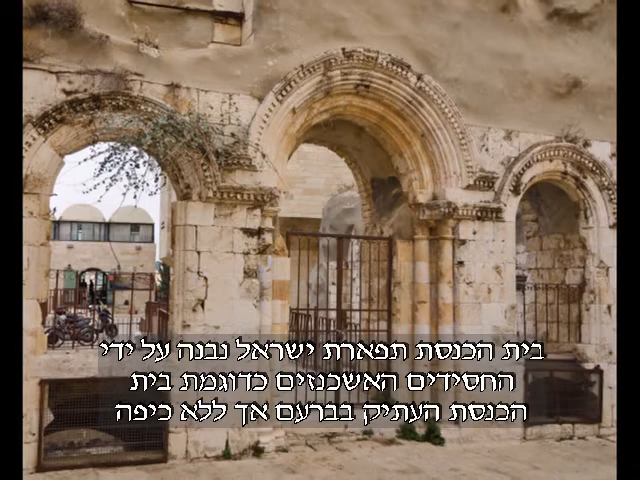 בית הכנסת תפארת ישראל נבנה על ידי
החסידים האשכנזים כדוגמת בית
הכנסת העתיק בברעם אך ללא כיפה